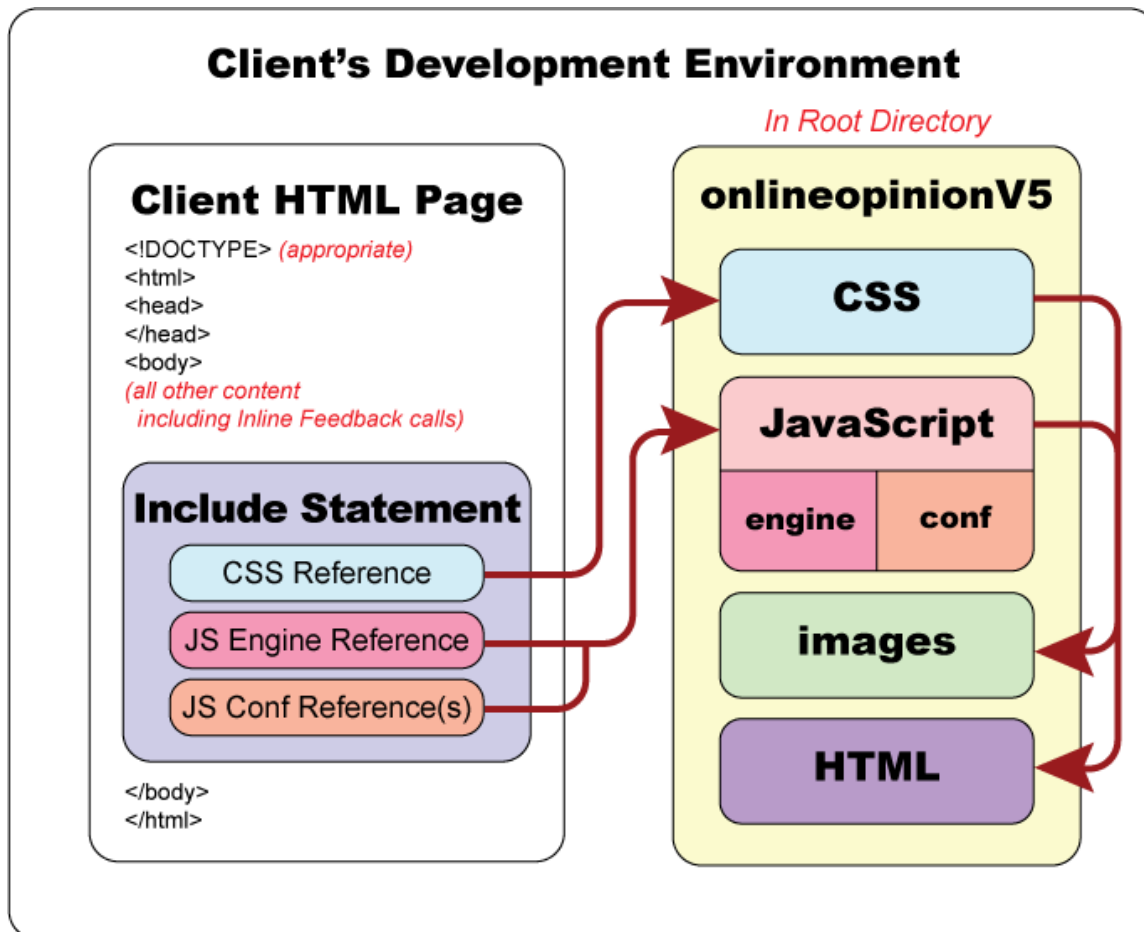 Client’s Development Environment
In Root Directory
Client HTML Page
<!DOCTYPE> (appropriate)
<html>
<head>
</head>
<body>
(all other content
including Inline Feedback calls)
Include Statement
CSS Reference
JS Engine Reference
JS Conf Reference(s)
</body>
</html>
onlineopinionV5
CSS
JavaScript
engine
conf
images
HTML